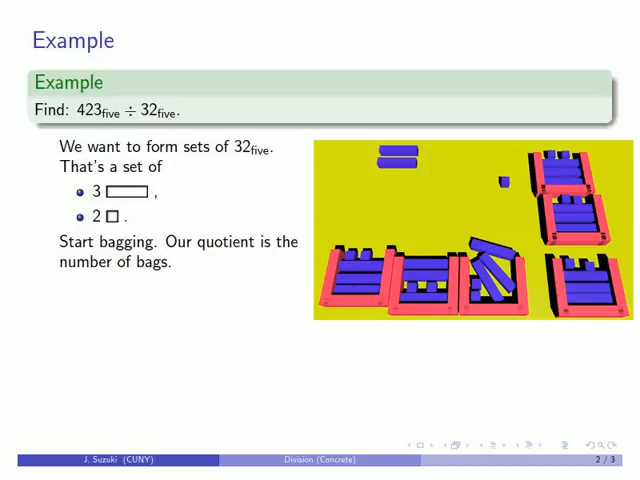 Example
Example
Find: 423five ÷ 32five.
We want to form sets of 32five.
That's a set of
3 ,
2 .
Start bagging. Our quotient is the
number of bags.
J. Suzuki (CUNY) Division (Concrete) 2 / 3